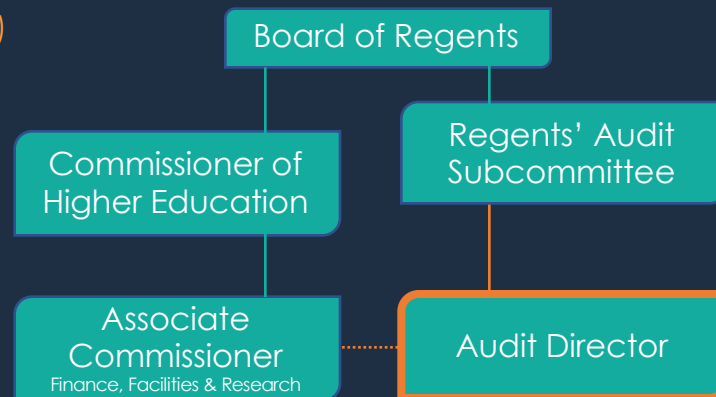 Board of Regents
Commissioner of
Higher Education
Regents’ Audit
Subcommittee
Associate
Commissioner
Finance, Facilities & Research
Audit Director